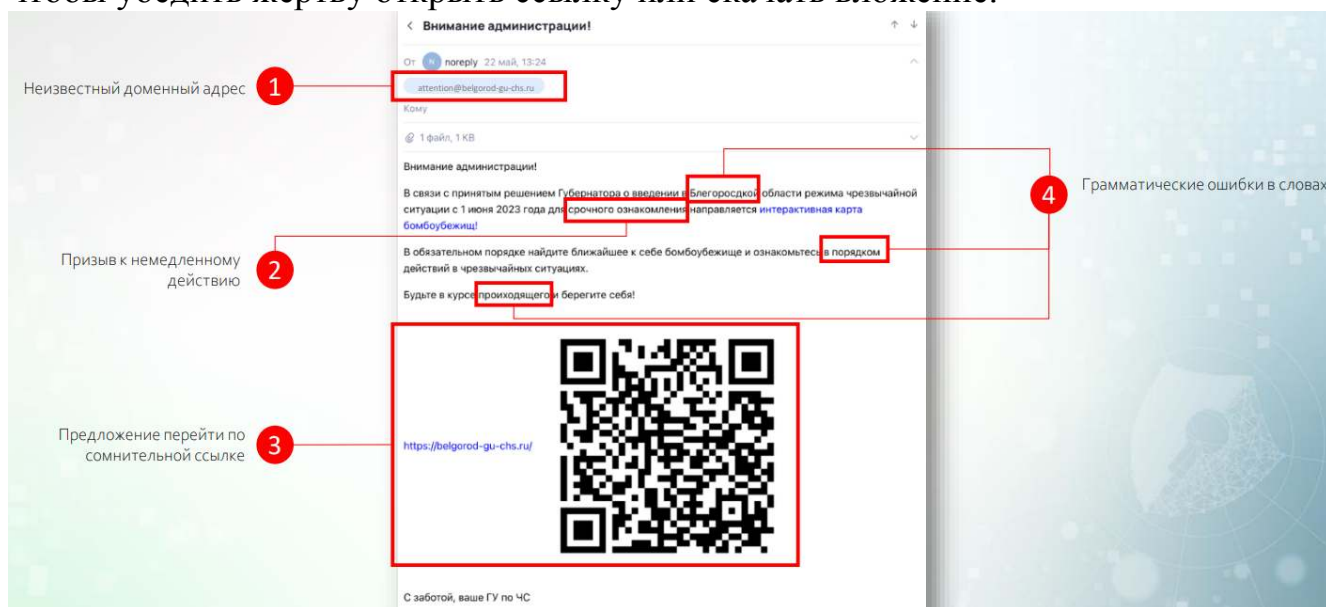 чтобы убедить жертву открыть ссылку или скачать вложение.
Внимание администрации!
От N noreply 22 май, 13:24
attention@belgorod-gu-chs.ru
Кому
1 файл, 1 KB
Внимание администрации!
В связи с принятым решением Губернатора о введении в Блегоросдкой области режима чрезвычайной
ситуации с 1 июня 2023 года для срочного ознакомления направляется интерактивная карта
бомбоубежищ!
В обязательном порядке найдите ближайшее к себе бомбоубежище и ознакомьтесь в порядком
действий в чрезвычайных ситуациях.
Будьте в курсе проиходящего и берегите себя!
https://belgorod-gu-chs.ru/
С заботой, ваше ГУ по ЧС
Неизвестный доменный адрес 1
Призыв к немедленному
действию
2
Предложение перейти по
сомнительной ссылке
3
4 Грамматические ошибки в словах